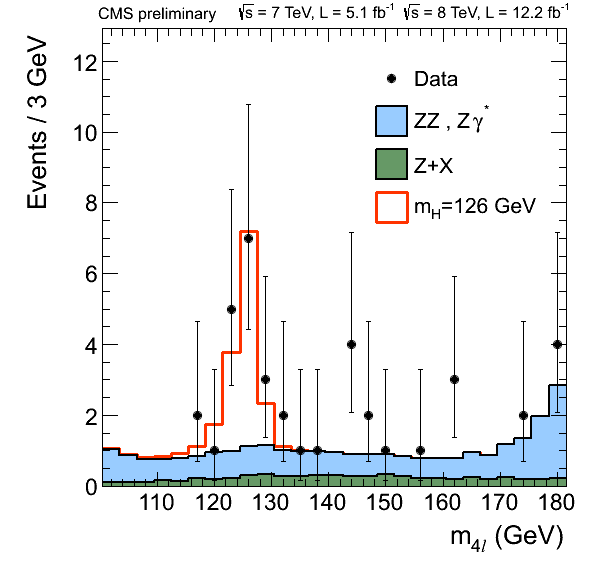 CMS preliminary √s = 7 TeV, L = 5.1 fb⁻¹ √s = 8 TeV, L = 12.2 fb⁻¹
Events / 3 GeV
12
10
8
6
4
2
0
Data
ZZ , Zγ*
Z+X
m_H=126 GeV
110 120 130 140 150 160 170 180
m_4l (GeV)